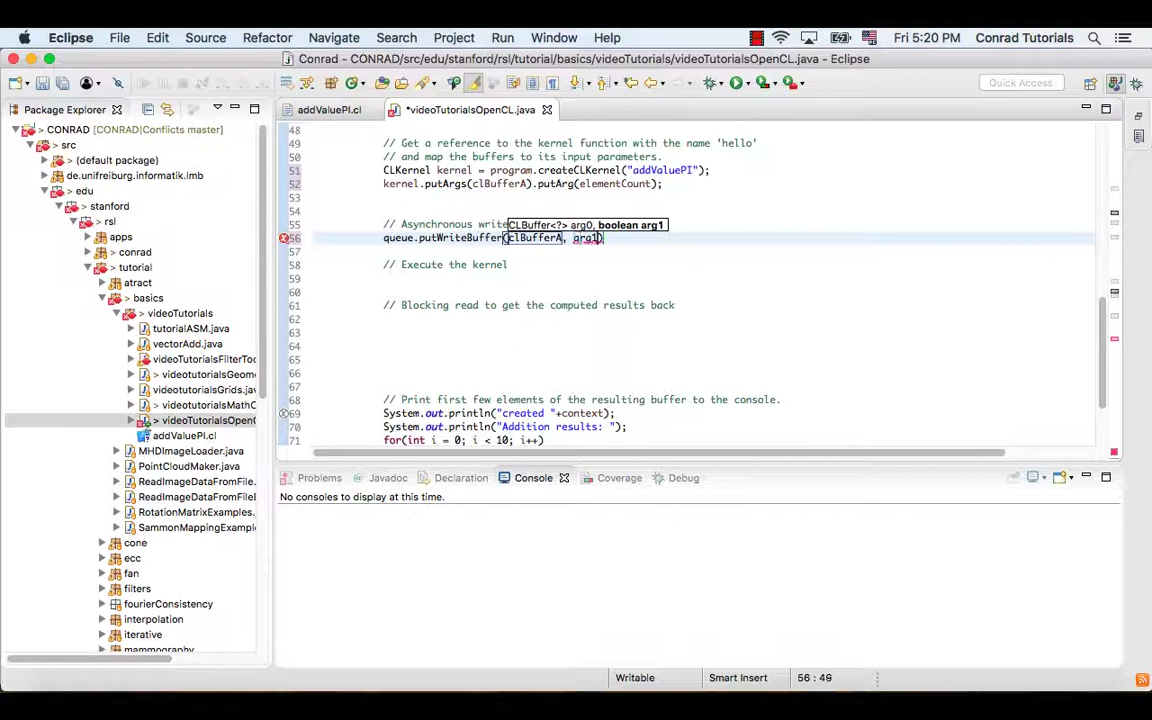 Eclipse File Edit Source Refactor Navigate Search Project Run Window Help Fri 5:20 PM Conrad Tutorials
Conrad - CONRAD/src/edu/stanford/rsl/tutorial/basics/videoTutorials/videoTutorialsOpenCL.java - Eclipse
Quick Access
Package Explorer
addValuePI.cl
*videoTutorialsOpenCL.java
CONRAD [CONRAD|Conflicts master]
src
(default package)
de.unifreiburg.informatik.lmb
edu
stanford
rsl
apps
> conrad
tutorial
atract
basics
videoTutorials
tutorialASM.java
vectorAdd.java
videoTutorialsFilterToo
> videotutorialsGeome
videotutorialsGrids.jav
> videotutorialsMathC
> videoTutorialsOpenC
addValuePI.cl
MHDImageLoader.java
PointCloudMaker.java
ReadImageDataFromFile.
ReadImageDataFromFileE
RotationMatrixExamples.
SammonMappingExample
cone
ecc
fan
filters
fourierConsistency
interpolation
iterative
mammography
48
49 // Get a reference to the kernel function with the name 'hello'
50 // and map the buffers to its input parameters.
51 CLKernel kernel = program.createCLKernel("addValuePI");
52 kernel.putArgs(clBufferA).putArg(elementCount);
53
54
55 // Asynchronous write
CLBuffer<?> arg0, boolean arg1
56 queue.putWriteBuffer(clBufferA, arg1)
57
58 // Execute the kernel
59
60
61 // Blocking read to get the computed results back
62
63
64
65
66
67
68 // Print first few elements of the resulting buffer to the console.
69 System.out.println("created "+context);
70 System.out.println("Addition results: ");
71 for(int i = 0; i < 10; i++)
Problems Javadoc Declaration Console Coverage Debug
No consoles to display at this time.
Writable Smart Insert 56 : 49